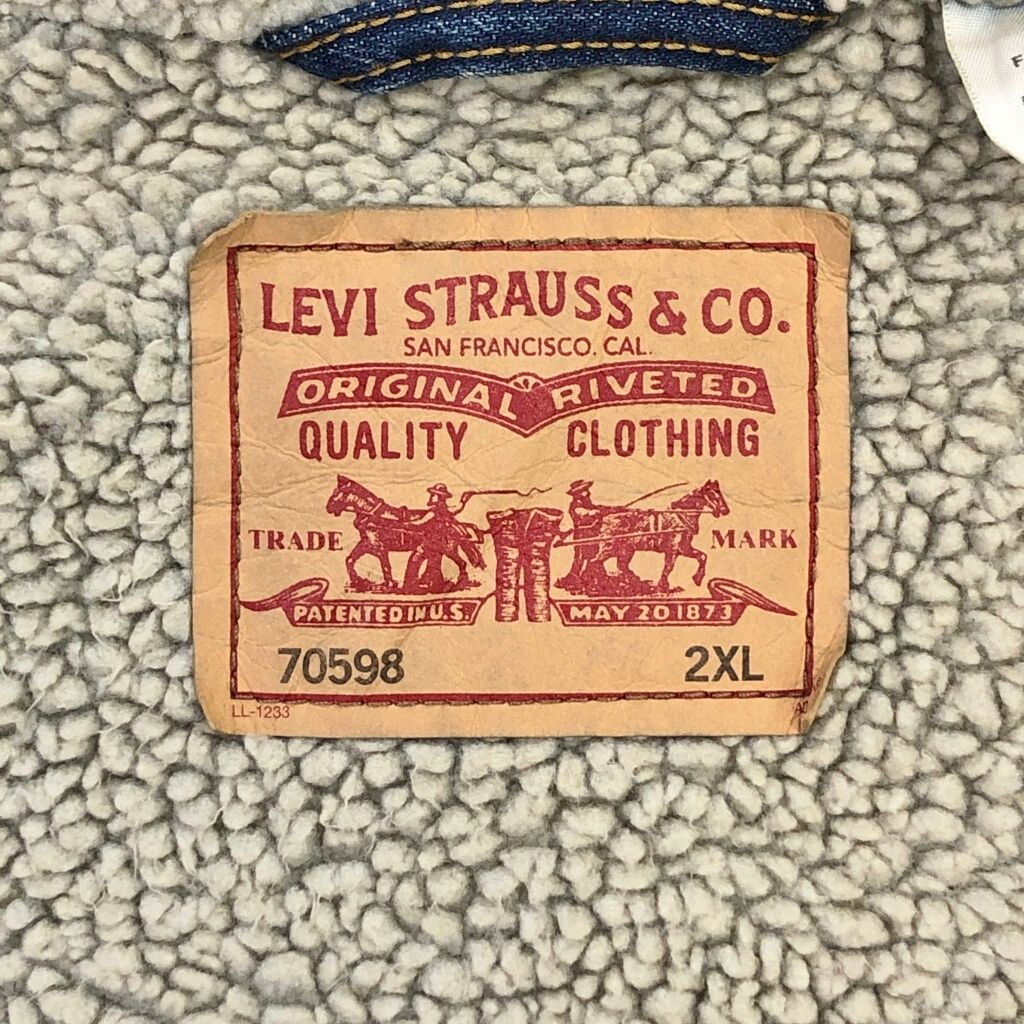 LEVI STRAUSS & CO.
SAN FRANCISCO, CAL.
ORIGINAL RIVETED
QUALITY CLOTHING
TRADE MARK
PATENTED IN U.S. MAY 20 1873
70598 2XL
LL-1233